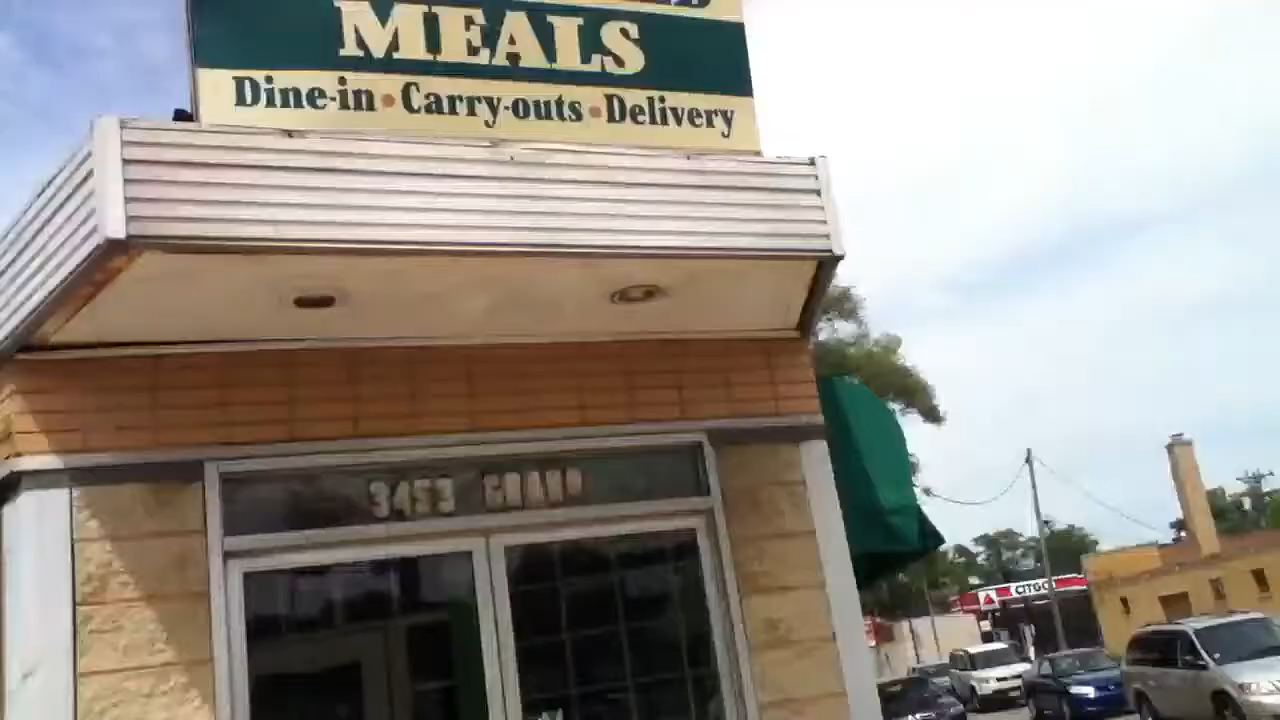 MEALS
Dine-in • Carry-outs • Delivery
3453 GRAND
CITGO